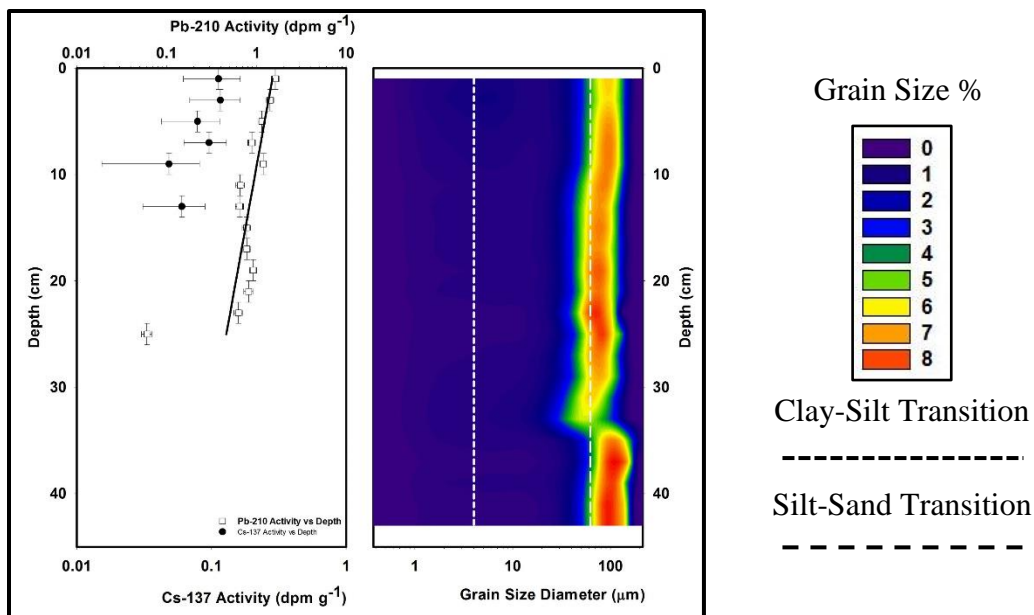 Pb-210 Activity (dpm g⁻¹)
0.01 0.1 1 10
0
10
20
30
40
Depth (cm)
Pb-210 Activity vs Depth
Cs-137 Activity vs Depth
0.01 0.1 1
Cs-137 Activity (dpm g⁻¹)
0
10
20
30
40
Depth (cm)
1 10 100
Grain Size Diameter (μm)
Grain Size %
0
1
2
3
4
5
6
7
8
Clay-Silt Transition
Silt-Sand Transition